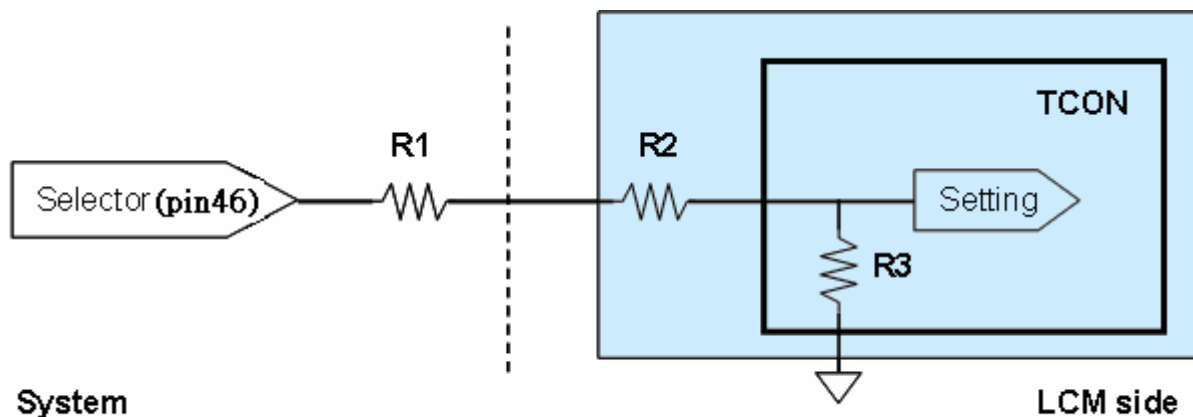 TCON
R1
R2
Selector(pin46)
Setting
R3
System
LCM side